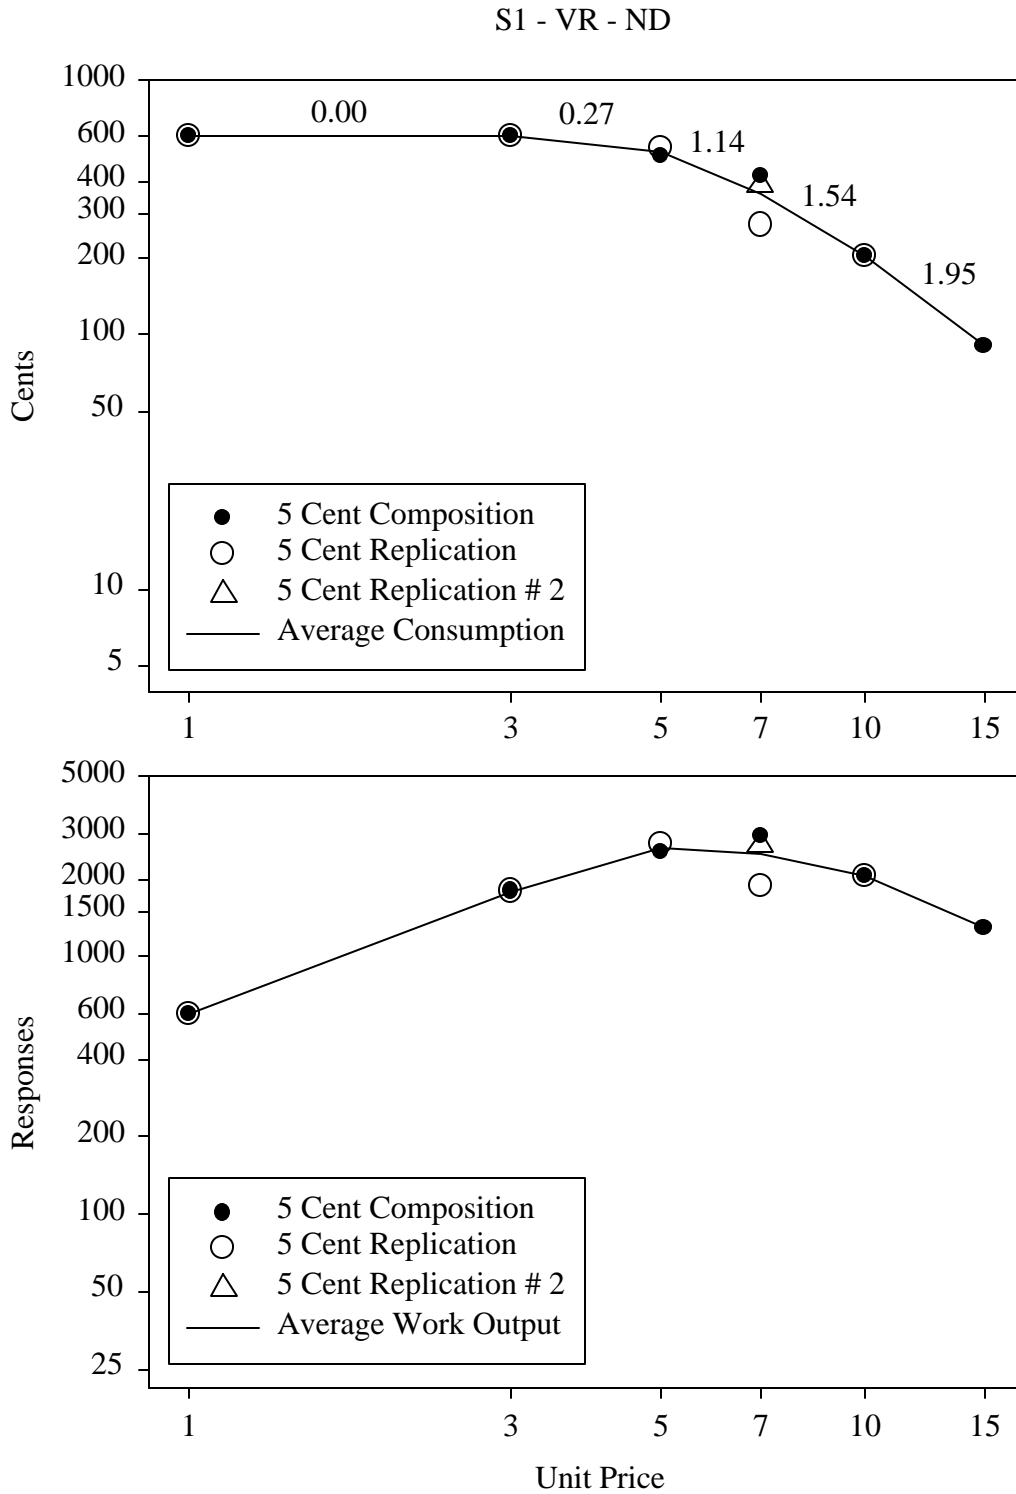 S1 - VR - ND
1000
600
400
300
200
100
50
10
5
Cents
0.00
0.27
1.14
1.54
1.95
5 Cent Composition
5 Cent Replication
5 Cent Replication # 2
Average Consumption
1 3 5 7 10 15
5000
3000
2000
1500
1000
600
400
200
100
50
25
Responses
5 Cent Composition
5 Cent Replication
5 Cent Replication # 2
Average Work Output
1 3 5 7 10 15
Unit Price